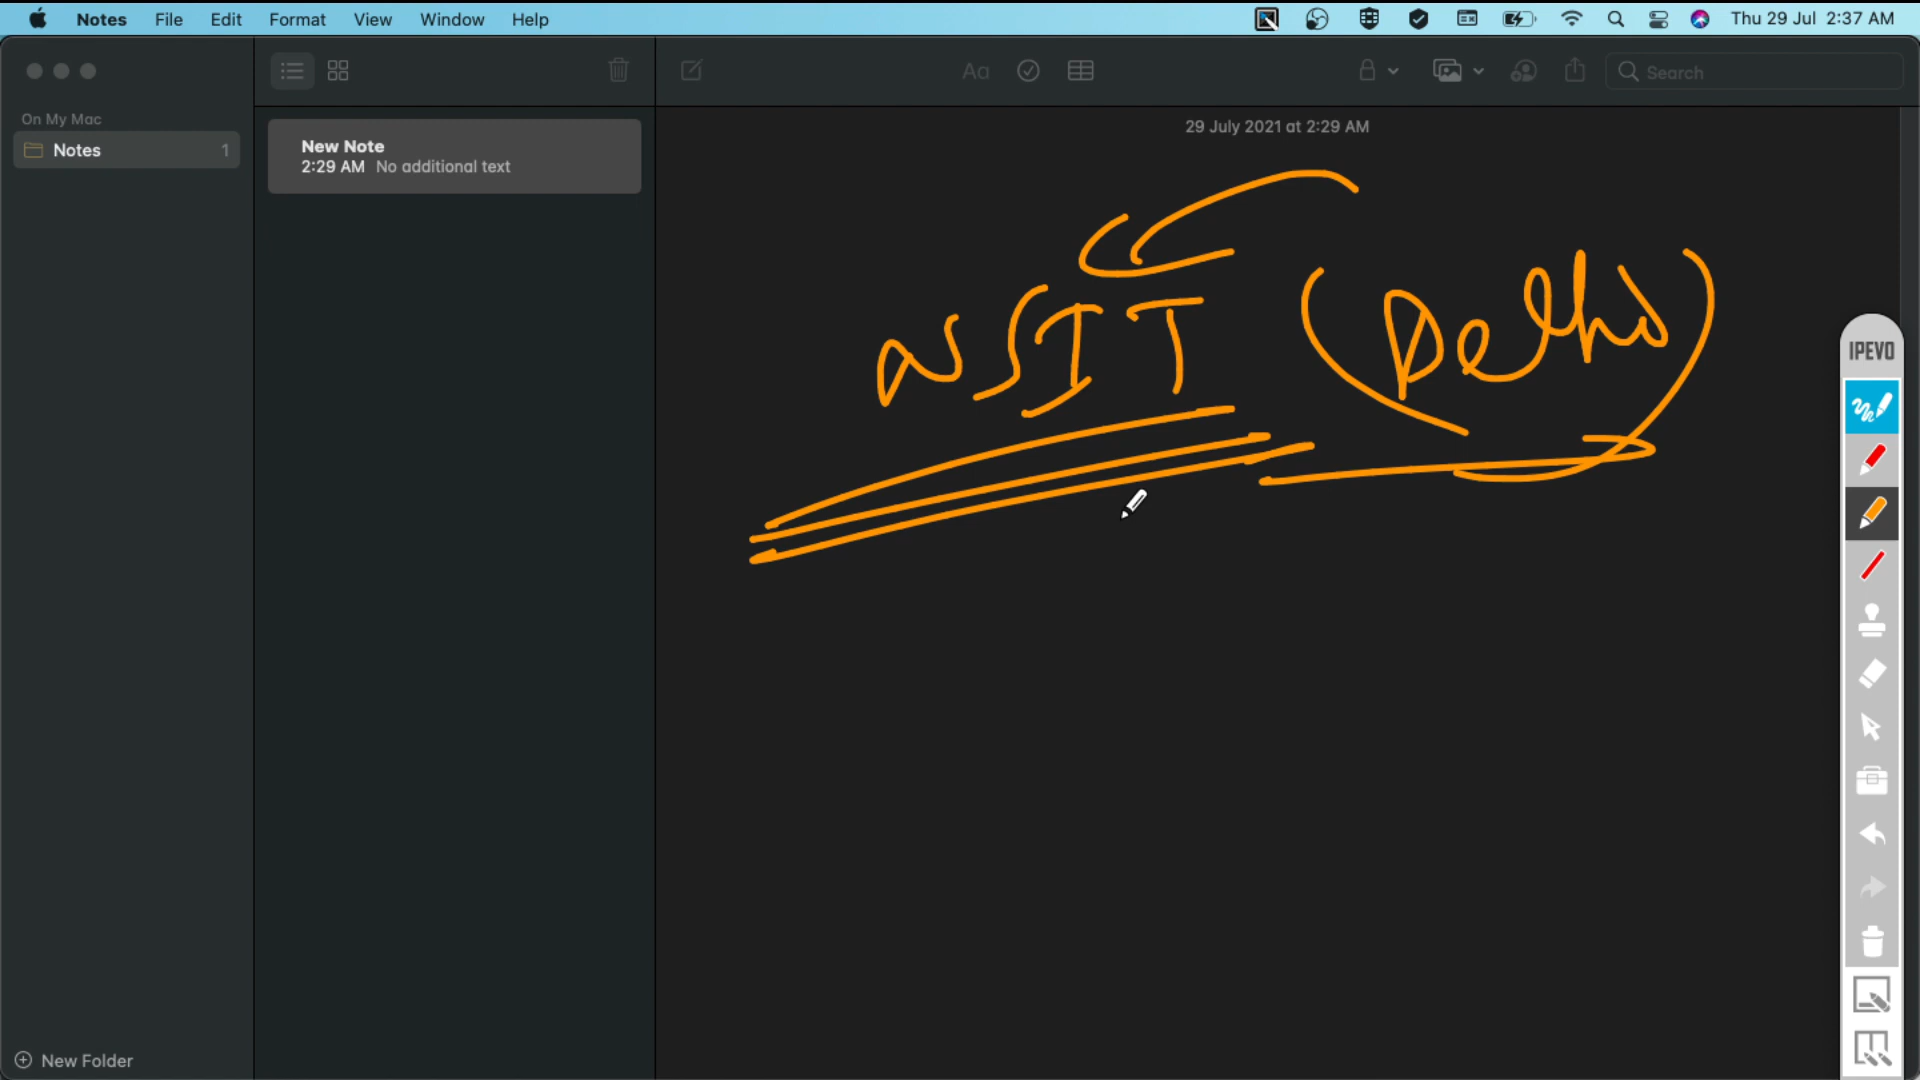 Notes File Edit Format View Window Help Thu 29 Jul 2:37 AM
Aa Search
On My Mac
Notes 1
New Note
2:29 AM No additional text
29 July 2021 at 2:29 AM
NSIT (Delhi)
IPEVO
New Folder